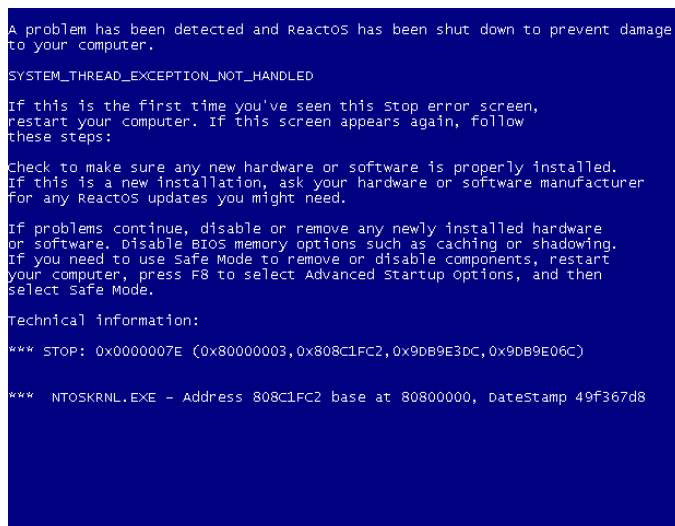 A problem has been detected and ReactOS has been shut down to prevent damage
to your computer.
SYSTEM_THREAD_EXCEPTION_NOT_HANDLED
If this is the first time you've seen this Stop error screen,
restart your computer. If this screen appears again, follow
these steps:
Check to make sure any new hardware or software is properly installed.
If this is a new installation, ask your hardware or software manufacturer
for any ReactOS updates you might need.
If problems continue, disable or remove any newly installed hardware
or software. Disable BIOS memory options such as caching or shadowing.
If you need to use Safe Mode to remove or disable components, restart
your computer, press F8 to select Advanced Startup Options, and then
select Safe Mode.
Technical information:
*** STOP: 0x0000007E (0x80000003,0x808C1FC2,0x9DB9E3DC,0x9DB9E06C)
***  NTOSKRNL.EXE - Address 808C1FC2 base at 80800000, DateStamp 49f367d8